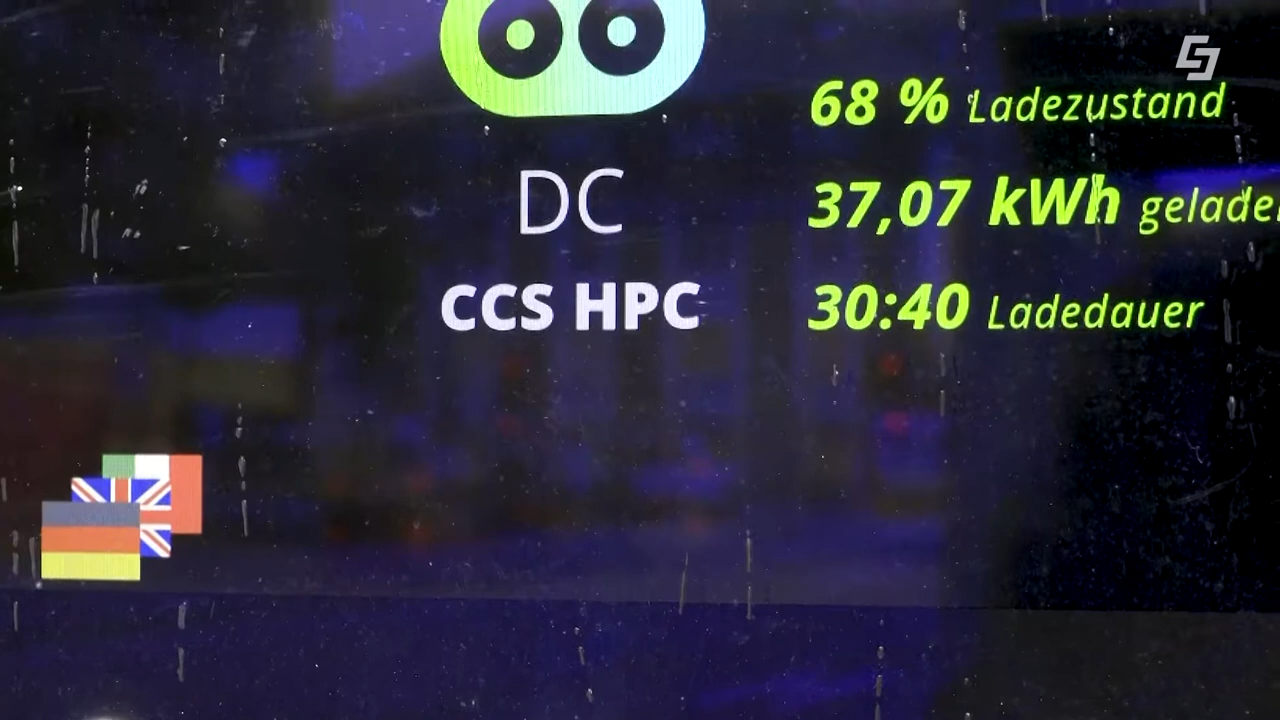 68 % Ladezustand
DC
37,07 kWh
CCS HPC
30:40 Ladedauer